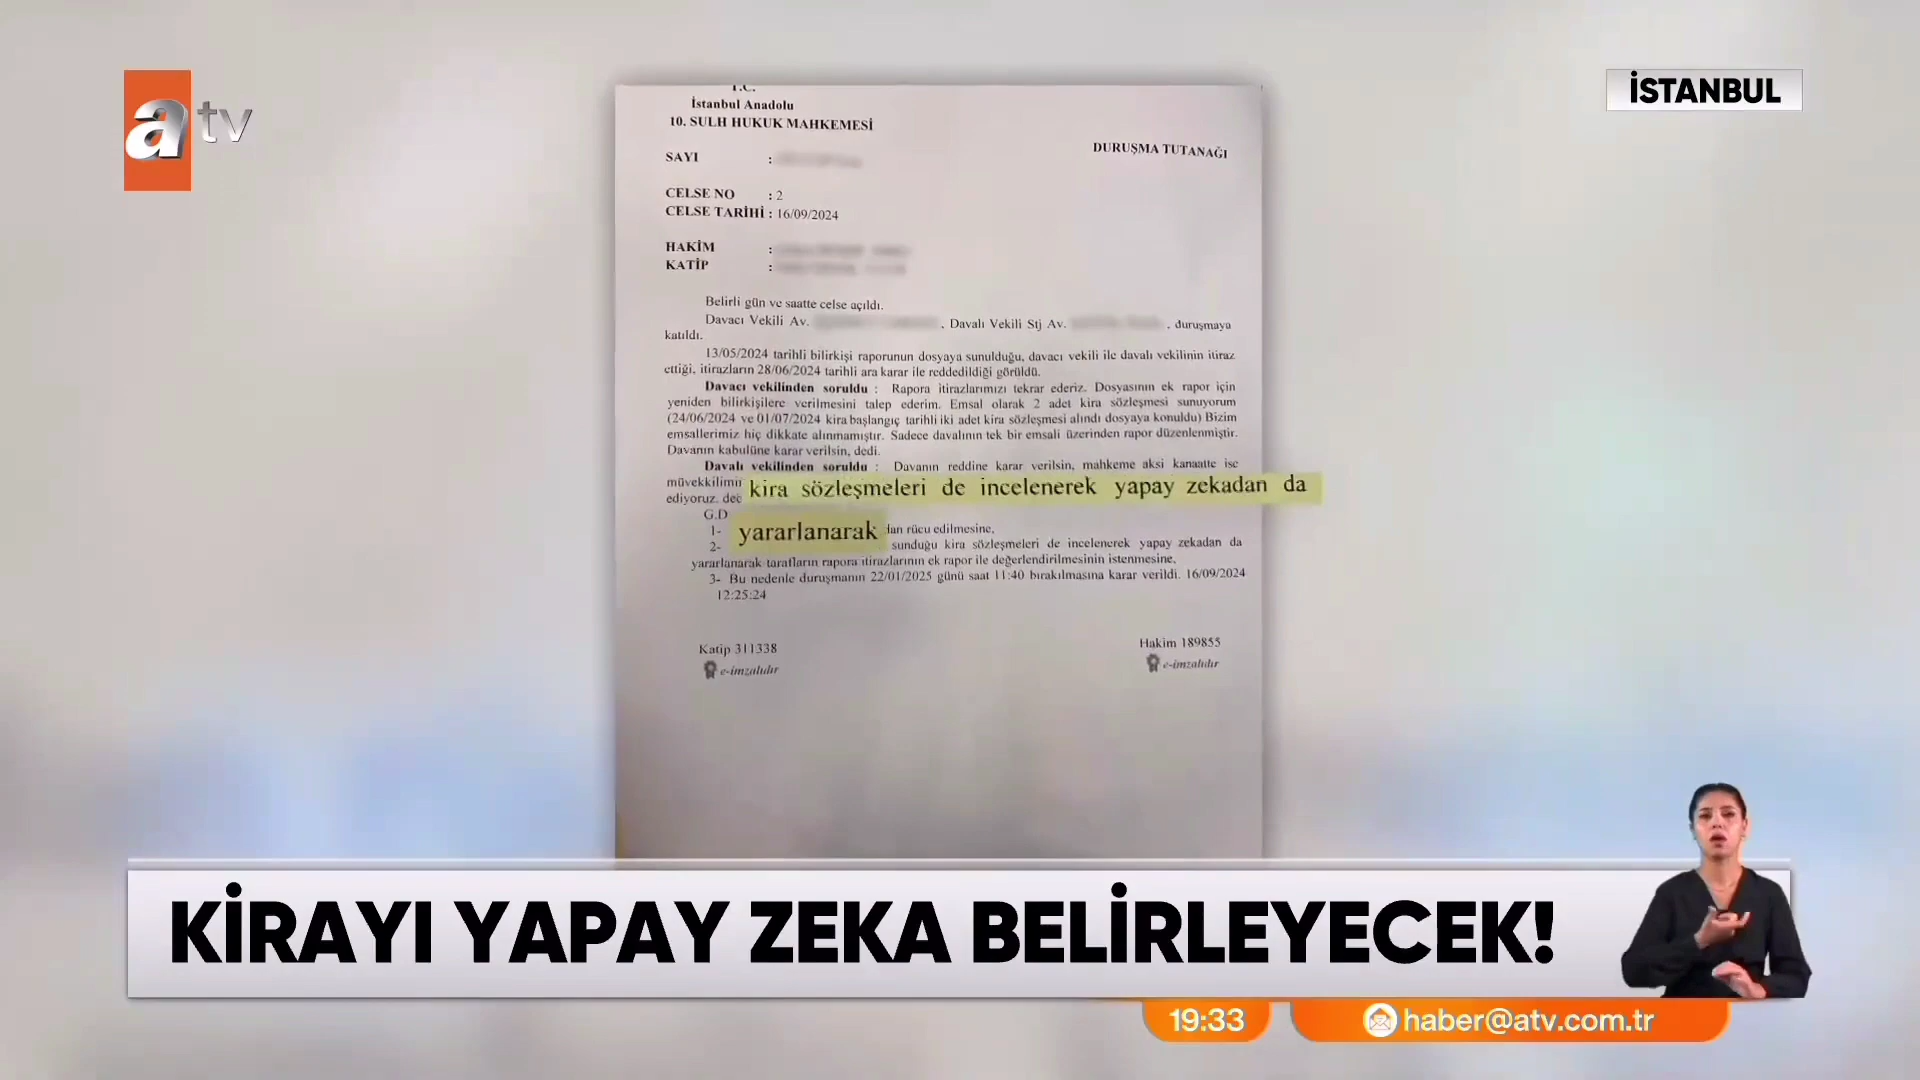 atv
İSTANBUL
T.C.
İstanbul Anadolu
10. SULH HUKUK MAHKEMESİ
DURUŞMA TUTANAĞI
SAYI :
CELSE NO : 2
CELSE TARİHİ : 16/09/2024
HAKİM :
KATİP :
Belirli gün ve saatte celse açıldı.
Davacı Vekili Av. , Davalı Vekili Stj Av. , duruşmaya
katıldı.
13/05/2024 tarihli bilirkişi raporunun dosyaya sunulduğu, davacı vekili ile davalı vekilinin itiraz
ettiği, itirazların 28/06/2024 tarihli ara karar ile reddedildiği görüldü.
Davacı vekilinden soruldu : Rapora itirazlarımızı tekrar ederiz. Dosyasının ek rapor için
yeniden bilirkişilere verilmesini talep ederim. Emsal olarak 2 adet kira sözleşmesi sunuyorum
(24/06/2024 ve 01/07/2024 kira başlangıç tarihli iki adet kira sözleşmesi alındı dosyaya konuldu) Bizim
emsallerimiz hiç dikkate alınmamıştır. Sadece davalının tek bir emsali üzerinden rapor düzenlenmiştir.
Davanın kabulüne karar verilsin, dedi.
Davalı vekilinden soruldu : Davanın reddine karar verilsin, mahkeme aksi kanaatte ise
müvekkilimin
kira sözleşmeleri de incelenerek yapay zekadan da
ediyoruz. dec
G.D
yararlanarak
1- dan rücu edilmesine,
2- sunduğu kira sözleşmeleri de incelenerek yapay zekadan da
yararlanarak tarafların rapora itirazlarının ek rapor ile değerlendirilmesinin istenmesine,
3- Bu nedenle duruşmanın 22/01/2025 günü saat 11:40 bırakılmasına karar verildi. 16/09/2024
12:25:24
Katip 311338
Hakim 189855
e-imzalıdır
e-imzalıdır
KİRAYI YAPAY ZEKA BELİRLEYECEK!
19:33
haber@atv.com.tr